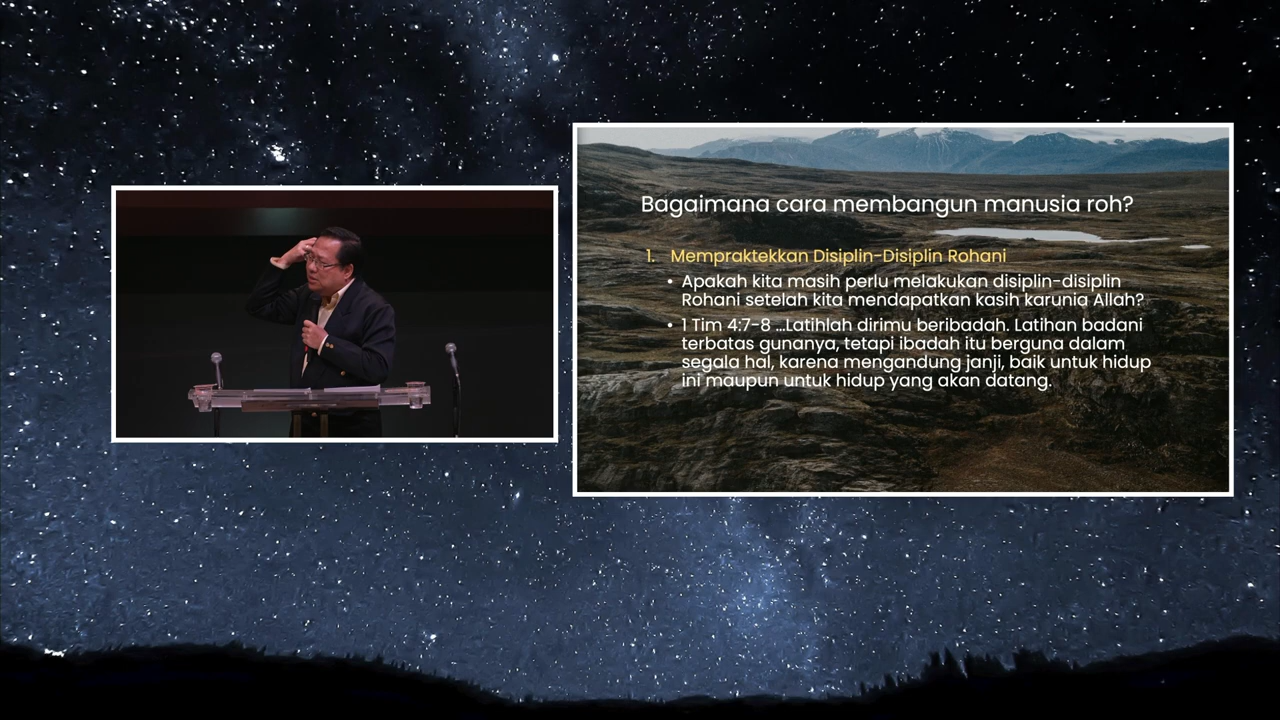 Bagaimana cara membangun manusia roh?
1. Mempraktekkan Disiplin-Disiplin Rohani
• Apakah kita masih perlu melakukan disiplin-disiplin
Rohani setelah kita mendapatkan kasih karunia Allah?
• 1 Tim 4:7-8 ...Latihlah dirimu beribadah. Latihan badani
terbatas gunanya, tetapi ibadah itu berguna dalam
segala hal, karena mengandung janji, baik untuk hidup
ini maupun untuk hidup yang akan datang.